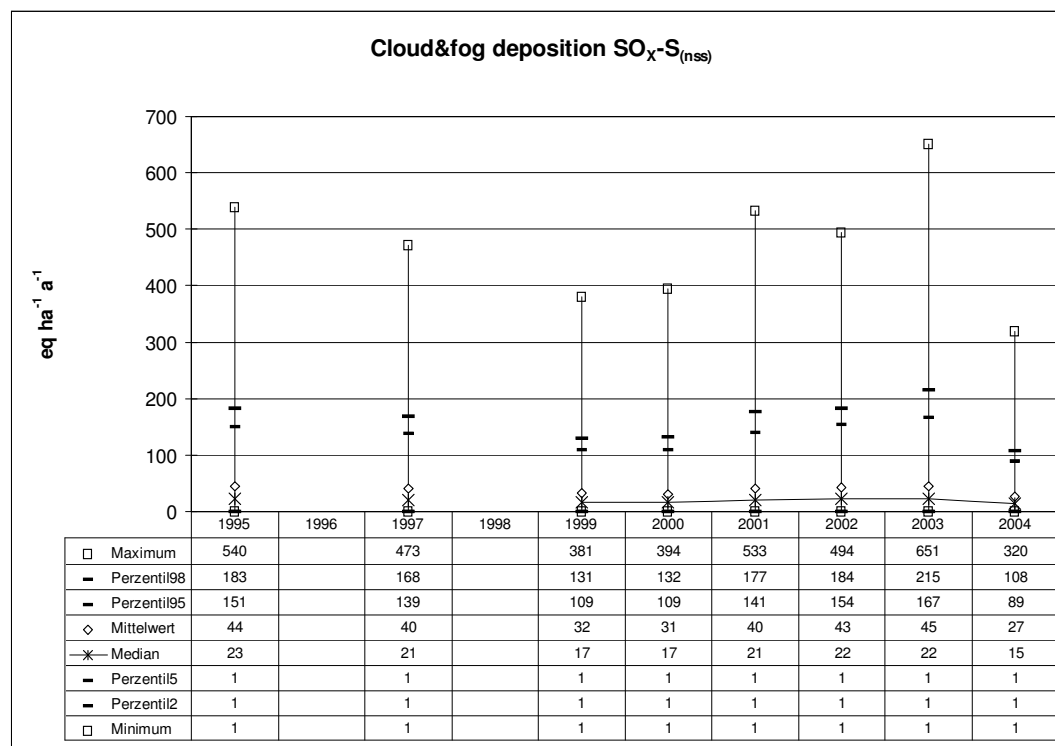 Cloud&fog deposition SOX-S(nss)
eq ha-1 a-1
700
600
500
400
300
200
100
0
1995 1996 1997 1998 1999 2000 2001 2002 2003 2004
Maximum 540 473 381 394 533 494 651 320
Perzentil98 183 168 131 132 177 184 215 108
Perzentil95 151 139 109 109 141 154 167 89
Mittelwert 44 40 32 31 40 43 45 27
Median 23 21 17 17 21 22 22 15
Perzentil5 1 1 1 1 1 1 1 1
Perzentil2 1 1 1 1 1 1 1 1
Minimum 1 1 1 1 1 1 1 1